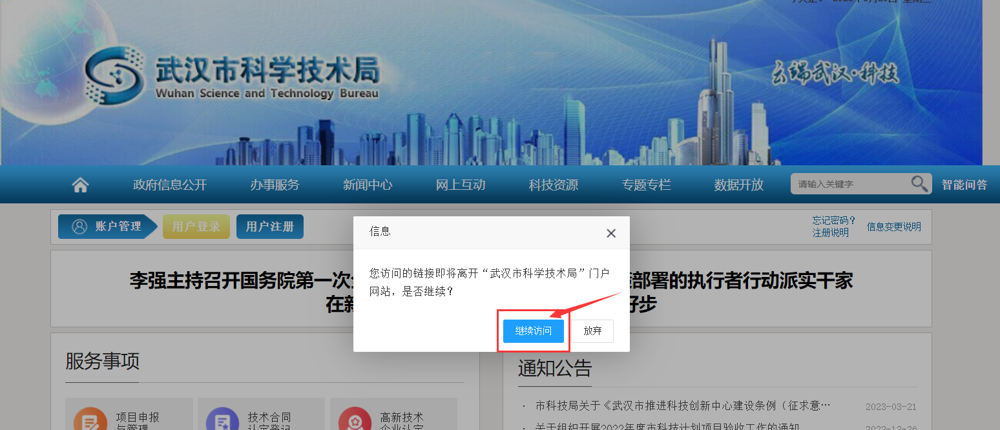 武汉市科学技术局
Wuhan Science and Technology Bureau
云端武汉·科技
政府信息公开 办事服务 新闻中心 网上互动 科技资源 专题专栏 数据开放 请输入关键字 智能问答
账户管理 用户登录 用户注册
忘记密码？
注册说明
信息变更说明
李强主持召开国务院第一次
部署的执行者行动派实干家
在新
好步
信息
您访问的链接即将离开“武汉市科学技术局”门户
网站，是否继续？
继续访问 放弃
服务事项
项目申报
与管理
技术合同
认定登记
高新技术
企业认定
通知公告
· 市科技局关于《武汉市推进科技创新中心建设条例（征求意… 2023-03-21
· 关于组织开展2022年度市科技计划项目验收工作的通知 2022-12-26